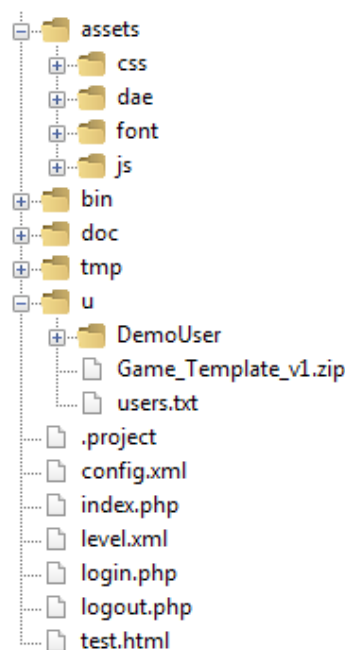 assets
css
dae
font
js
bin
doc
tmp
u
DemoUser
Game_Template_v1.zip
users.txt
.project
config.xml
index.php
level.xml
login.php
logout.php
test.html